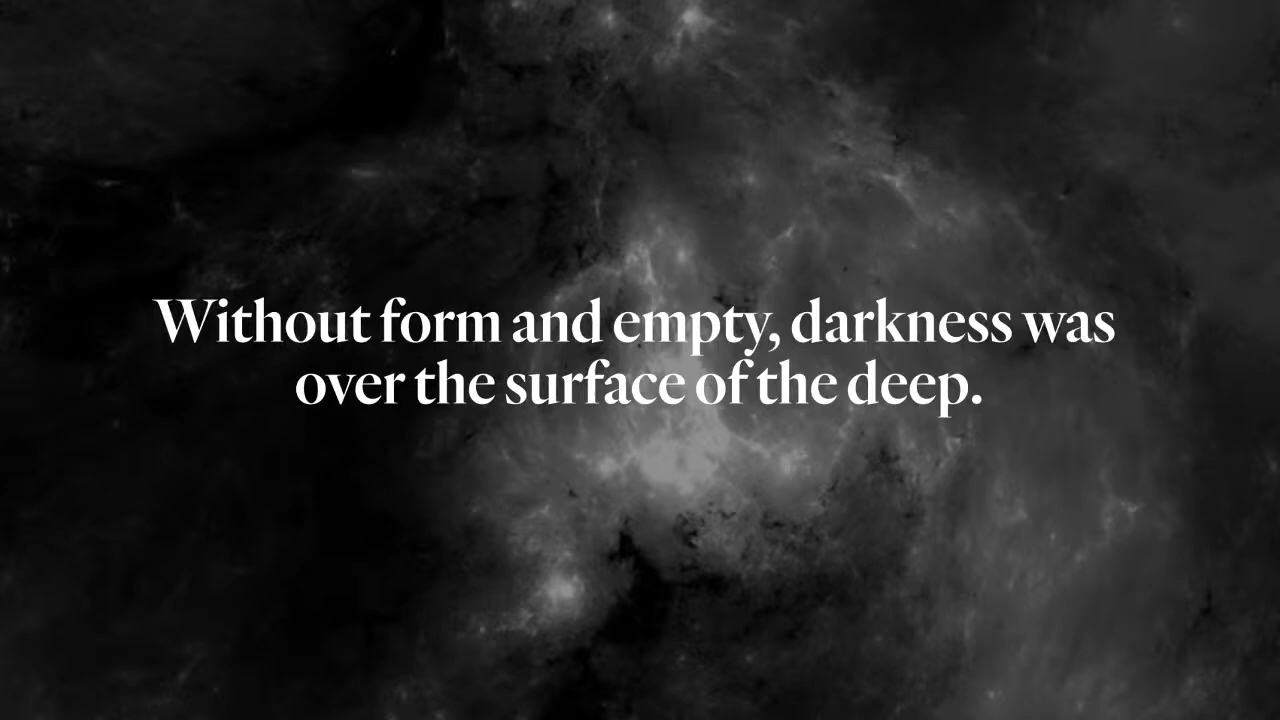 Without form and empty, darkness was
over the surface of the deep.